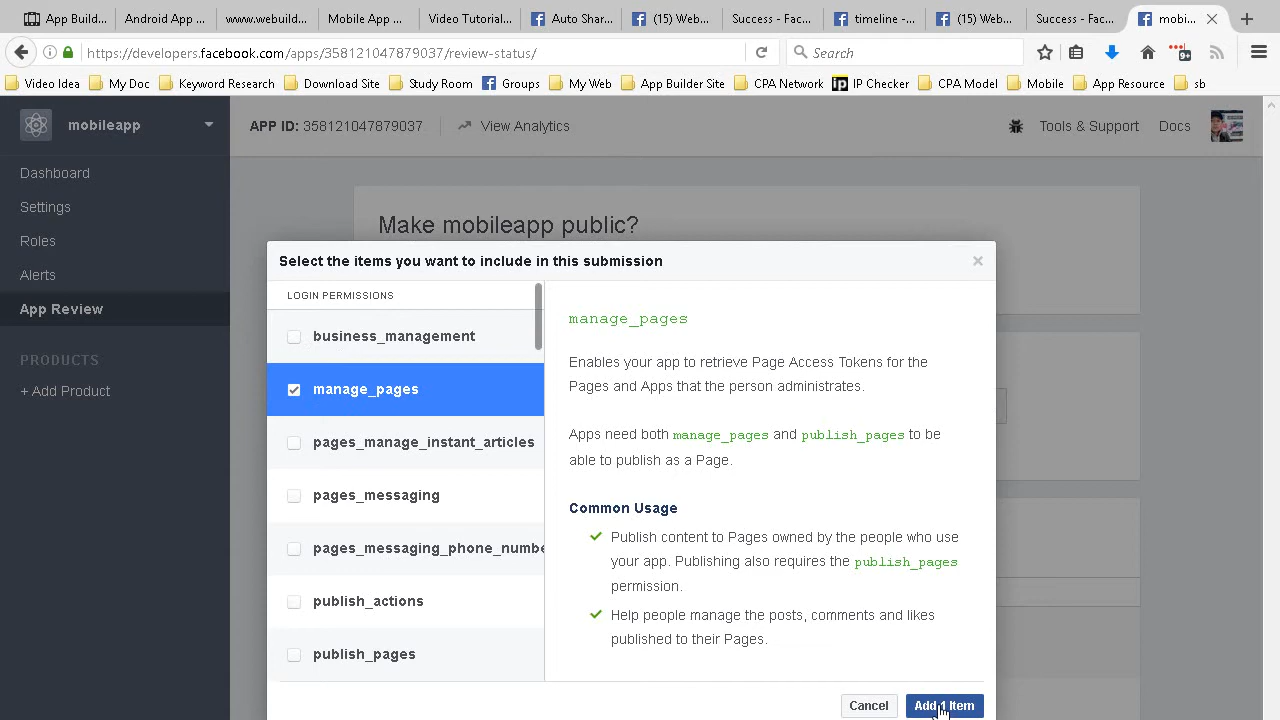 App Build...
Android App ...
www.webuild...
Mobile App ...
Video Tutorial...
Auto Shar...
(15) Web...
Success - Fac...
timeline -...
(15) Web...
Success - Fac...
mobi...
https://developers.facebook.com/apps/358121047879037/review-status/
Search
9+
Video Idea
My Doc
Keyword Research
Download Site
Study Room
Groups
My Web
App Builder Site
CPA Network
ip IP Checker
CPA Model
Mobile
App Resource
sb
mobileapp
APP ID: 358121047879037
View Analytics
Tools & Support
Docs
Dashboard
Settings
Roles
Alerts
App Review
PRODUCTS
+ Add Product
Make mobileapp public?
Select the items you want to include in this submission
LOGIN PERMISSIONS
business_management
manage_pages
pages_manage_instant_articles
pages_messaging
pages_messaging_phone_numbe
publish_actions
publish_pages
manage_pages
Enables your app to retrieve Page Access Tokens for the
Pages and Apps that the person administrates.
Apps need both manage_pages and publish_pages to be
able to publish as a Page.
Common Usage
Publish content to Pages owned by the people who use
your app. Publishing also requires the publish_pages
permission.
Help people manage the posts, comments and likes
published to their Pages.
Cancel
Add 1 Item